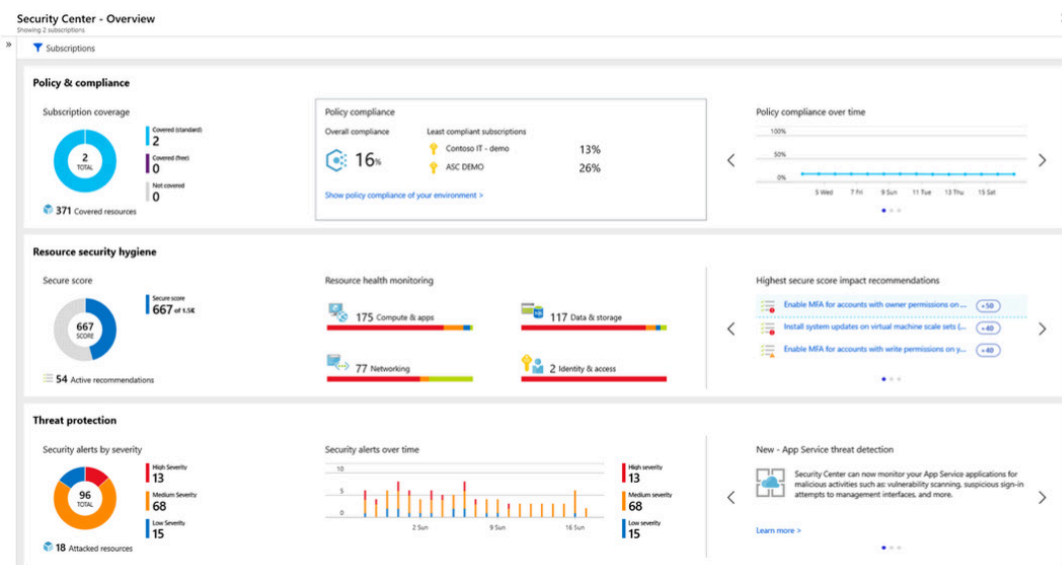 Security Center - Overview
Showing 2 subscriptions
»
Subscriptions
Policy & compliance
Subscription coverage
2
TOTAL
Covered (standard)
2
Covered (free)
0
Not covered
0
371 Covered resources
Policy compliance
Overall compliance
16%
Least compliant subscriptions
Contoso IT - demo 13%
ASC DEMO 26%
Show policy compliance of your environment >
Policy compliance over time
100%
50%
0%
5 Wed 7 Fri 9 Sun 11 Tue 13 Thu 15 Sat
Resource security hygiene
Secure score
667
SCORE
Secure score
667 of 1.5K
54 Active recommendations
Resource health monitoring
175 Compute & apps
117 Data & storage
77 Networking
2 Identity & access
Highest secure score impact recommendations
Enable MFA for accounts with owner permissions on ... +50
Install system updates on virtual machine scale sets (... +40
Enable MFA for accounts with write permissions on y... +40
Threat protection
Security alerts by severity
96
TOTAL
High Severity
13
Medium Severity
68
Low Severity
15
18 Attacked resources
Security alerts over time
10
5
0
2 Sun 9 Sun 16 Sun
High severity
13
Medium severity
68
Low severity
15
New - App Service threat detection
Security Center can now monitor your App Service applications for
malicious activities such as: vulnerability scanning, suspicious sign-in
attempts to management interfaces, and more.
Learn more >